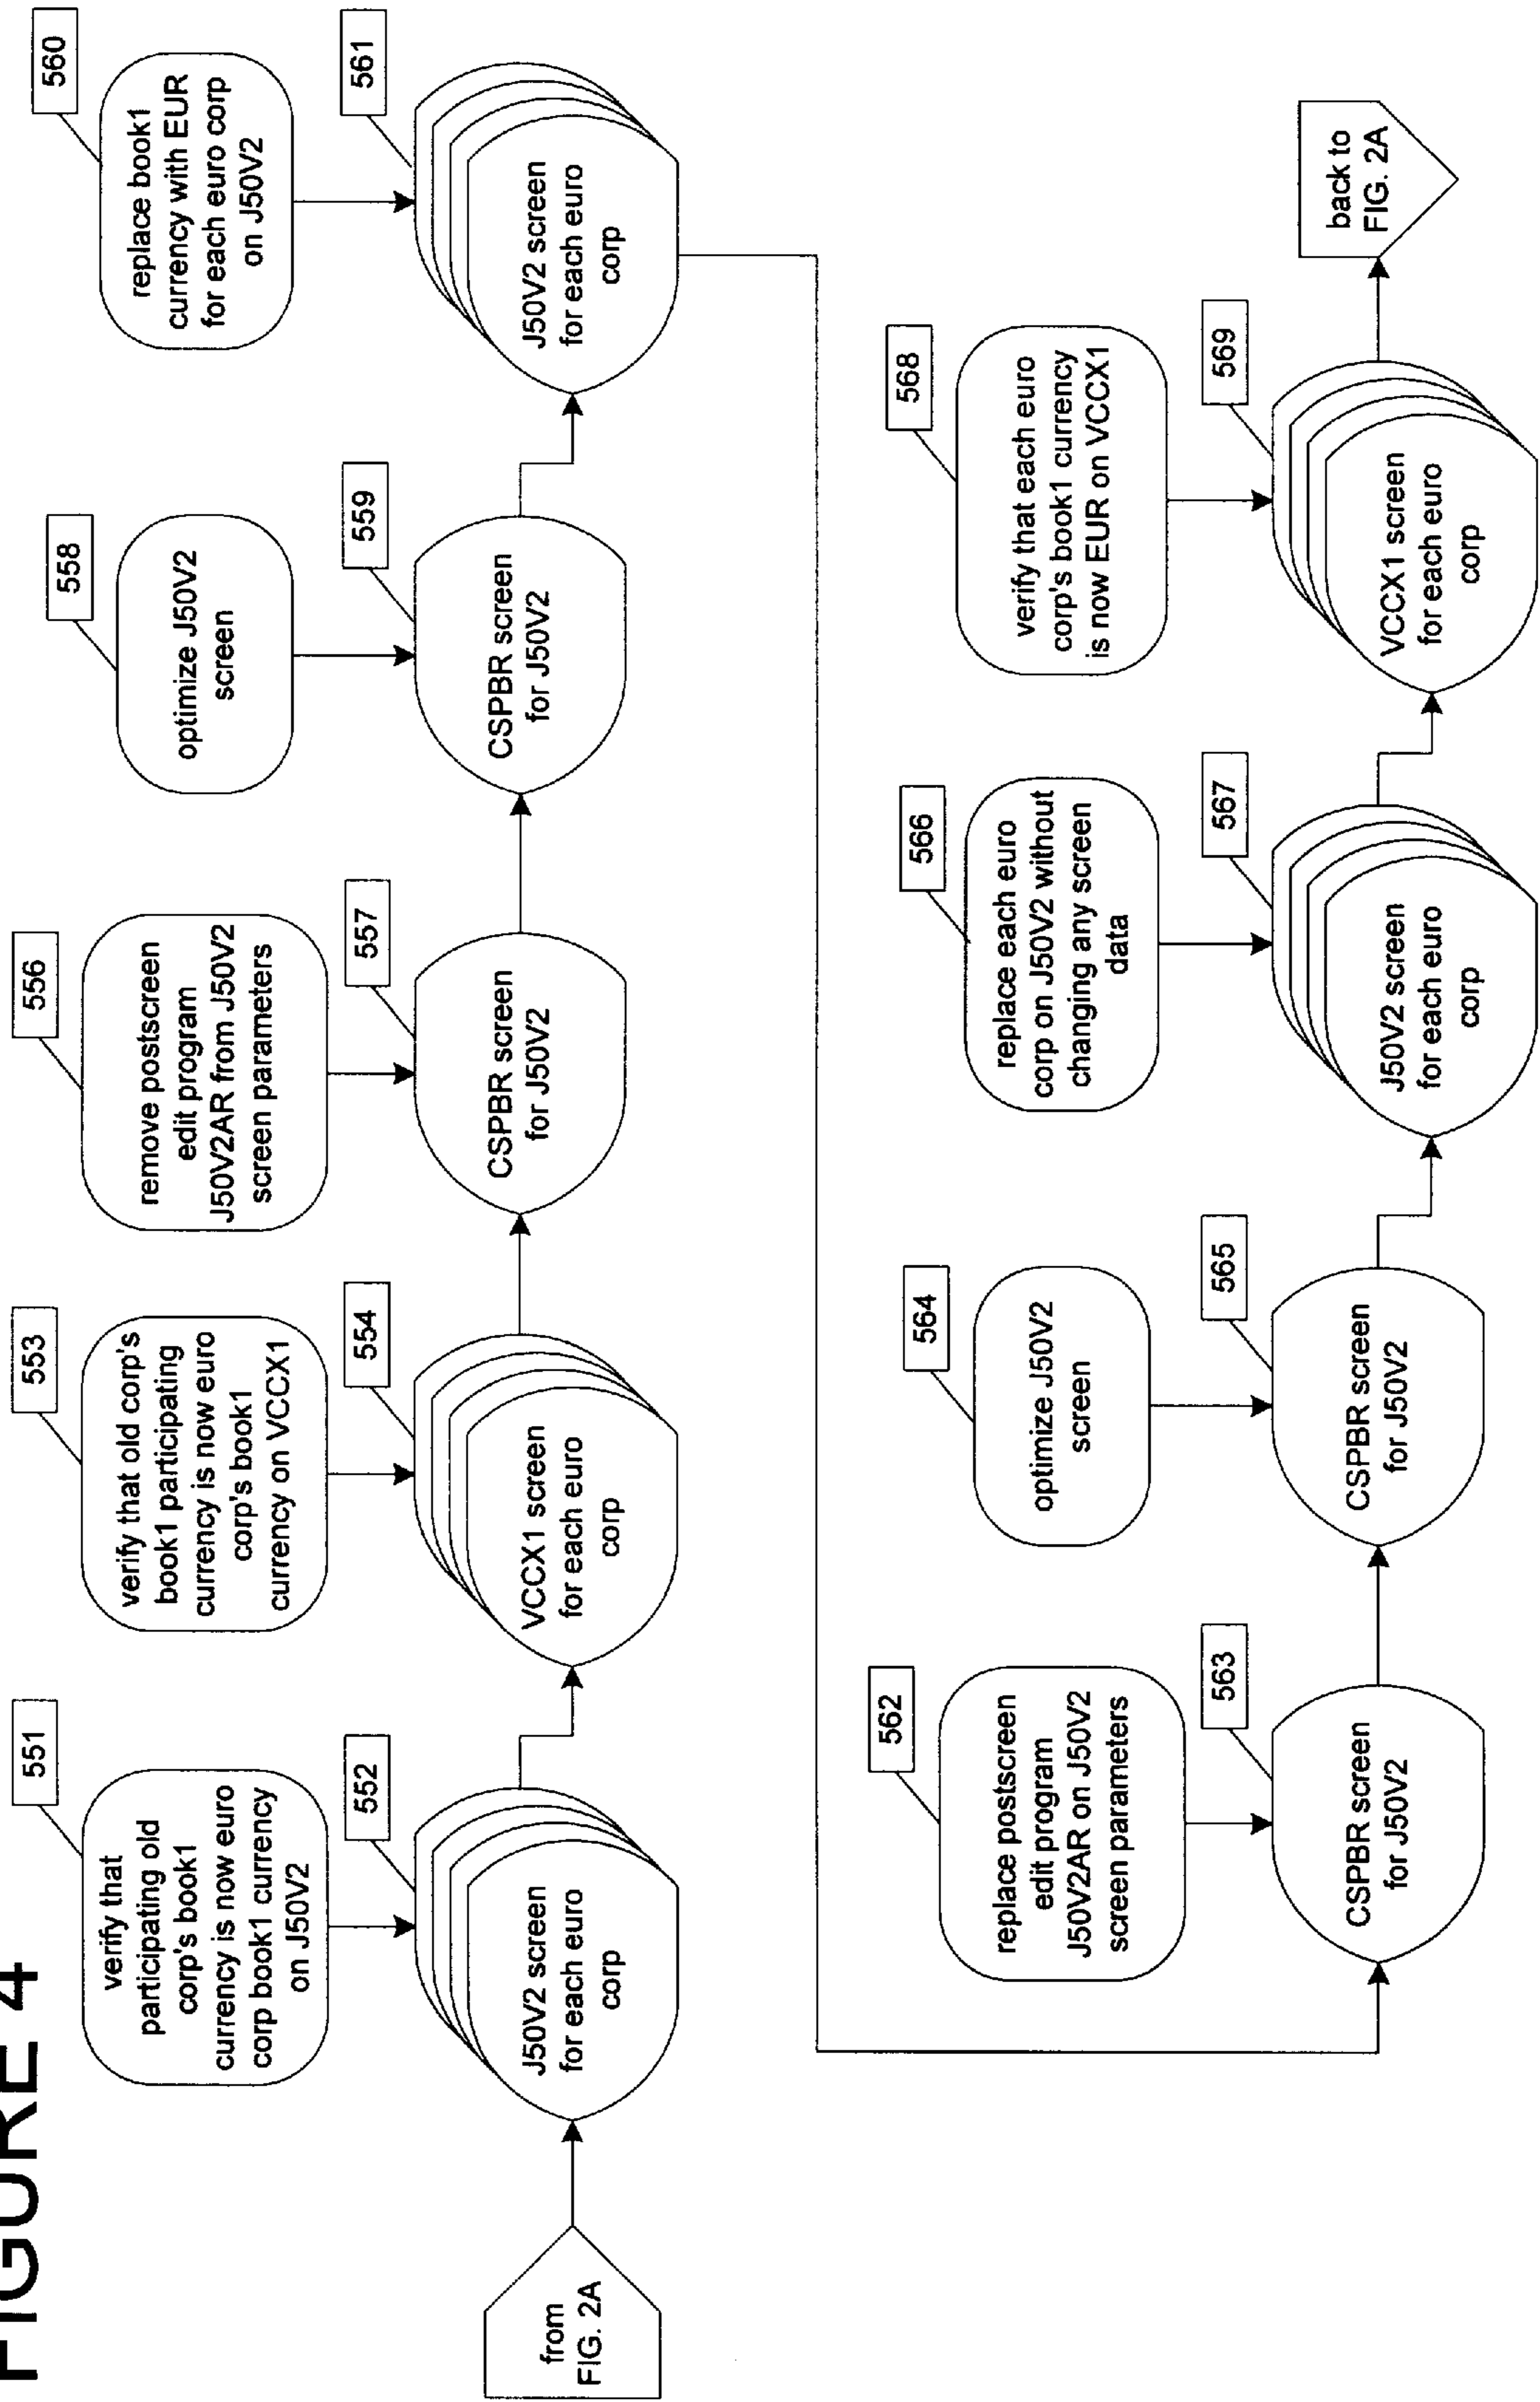 FIGURE 4
551
verify that
participating old
corp's book1
currency is now euro
corp book1 currency
on J50V2
553
verify that old corp's
book1 participating
currency is now euro
corp's book1
currency on VCCX1
556
remove postscreen
edit program
J50V2AR from J50V2
screen parameters
558
optimize J50V2
screen
560
replace book1
currency with EUR
for each euro corp
on J50V2
from
FIG. 2A
552
J50V2 screen
for each euro
corp
554
VCCX1 screen
for each euro
corp
557
CSPBR screen
for J50V2
559
CSPBR screen
for J50V2
561
J50V2 screen
for each euro
corp
562
replace postscreen
edit program
J50V2AR on J50V2
screen parameters
564
optimize J50V2
screen
566
replace each euro
corp on J50V2 without
changing any screen
data
568
verify that each euro
corp's book1 currency
is now EUR on VCCX1
563
CSPBR screen
for J50V2
565
CSPBR screen
for J50V2
567
J50V2 screen
for each euro
corp
569
VCCX1 screen
for each euro
corp
back to
FIG. 2A